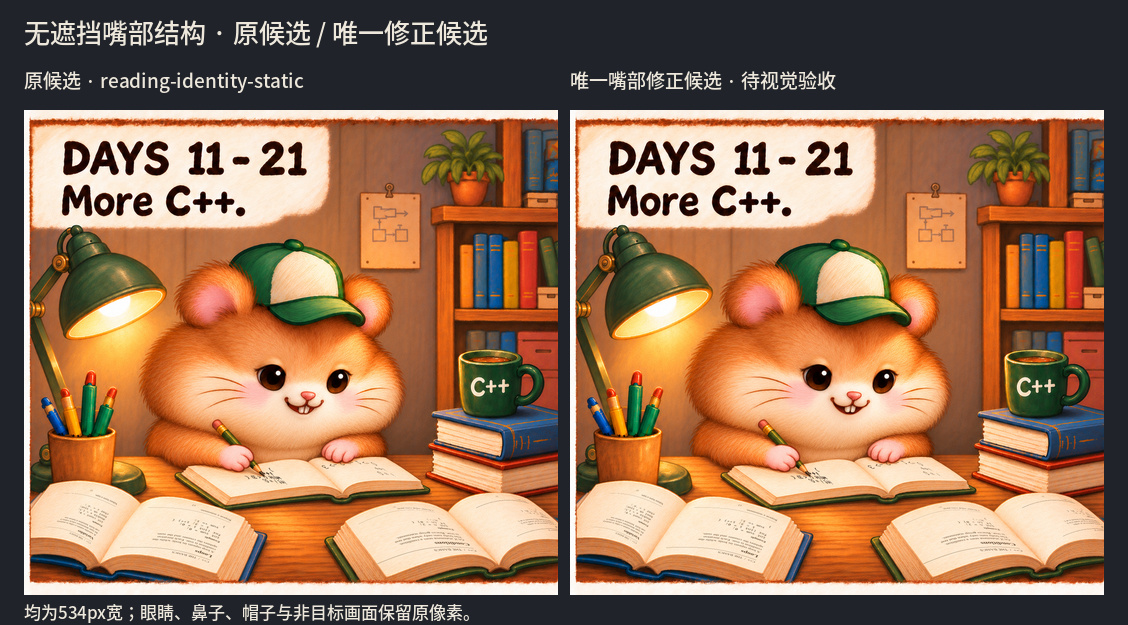 无遮挡嘴部结构 · 原候选 / 唯一修正候选
原候选 · reading-identity-static
唯一嘴部修正候选 · 待视觉验收
DAYS 11-21
More C++.
C++
DAYS 11-21
More C++.
C++
均为534px宽；眼睛、鼻子、帽子与非目标画面保留原像素。